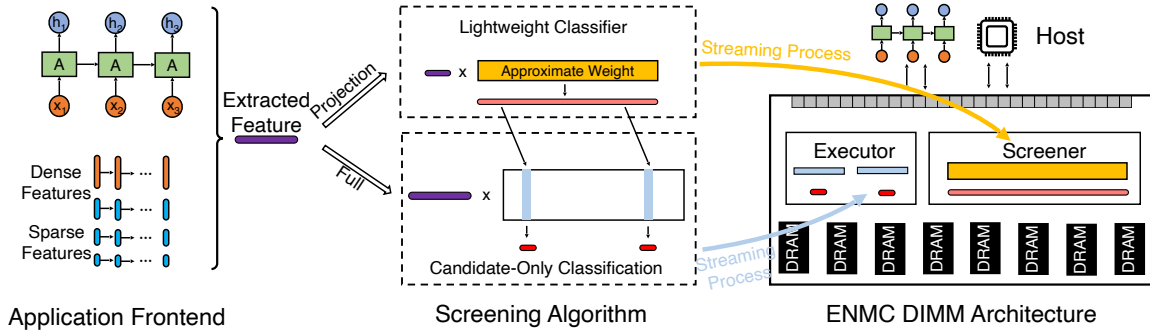 h1
h2
h3
A
A
A
x1
x2
x3
Dense
Features
...
...
Sparse
Features
...
...
Extracted
Feature
Projection
Full
Lightweight Classifier
x
Approximate Weight
x
Candidate-Only Classification
Streaming Process
Streaming
Process
Host
Executor
Screener
DRAM
DRAM
DRAM
DRAM
DRAM
DRAM
DRAM
DRAM
Application Frontend
Screening Algorithm
ENMC DIMM Architecture